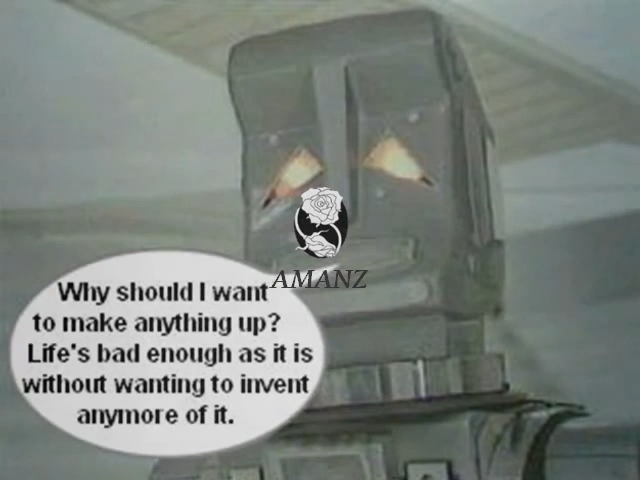 AMANZ
Why should I want
to make anything up?
Life's bad enough as it is
without wanting to invent
anymore of it.